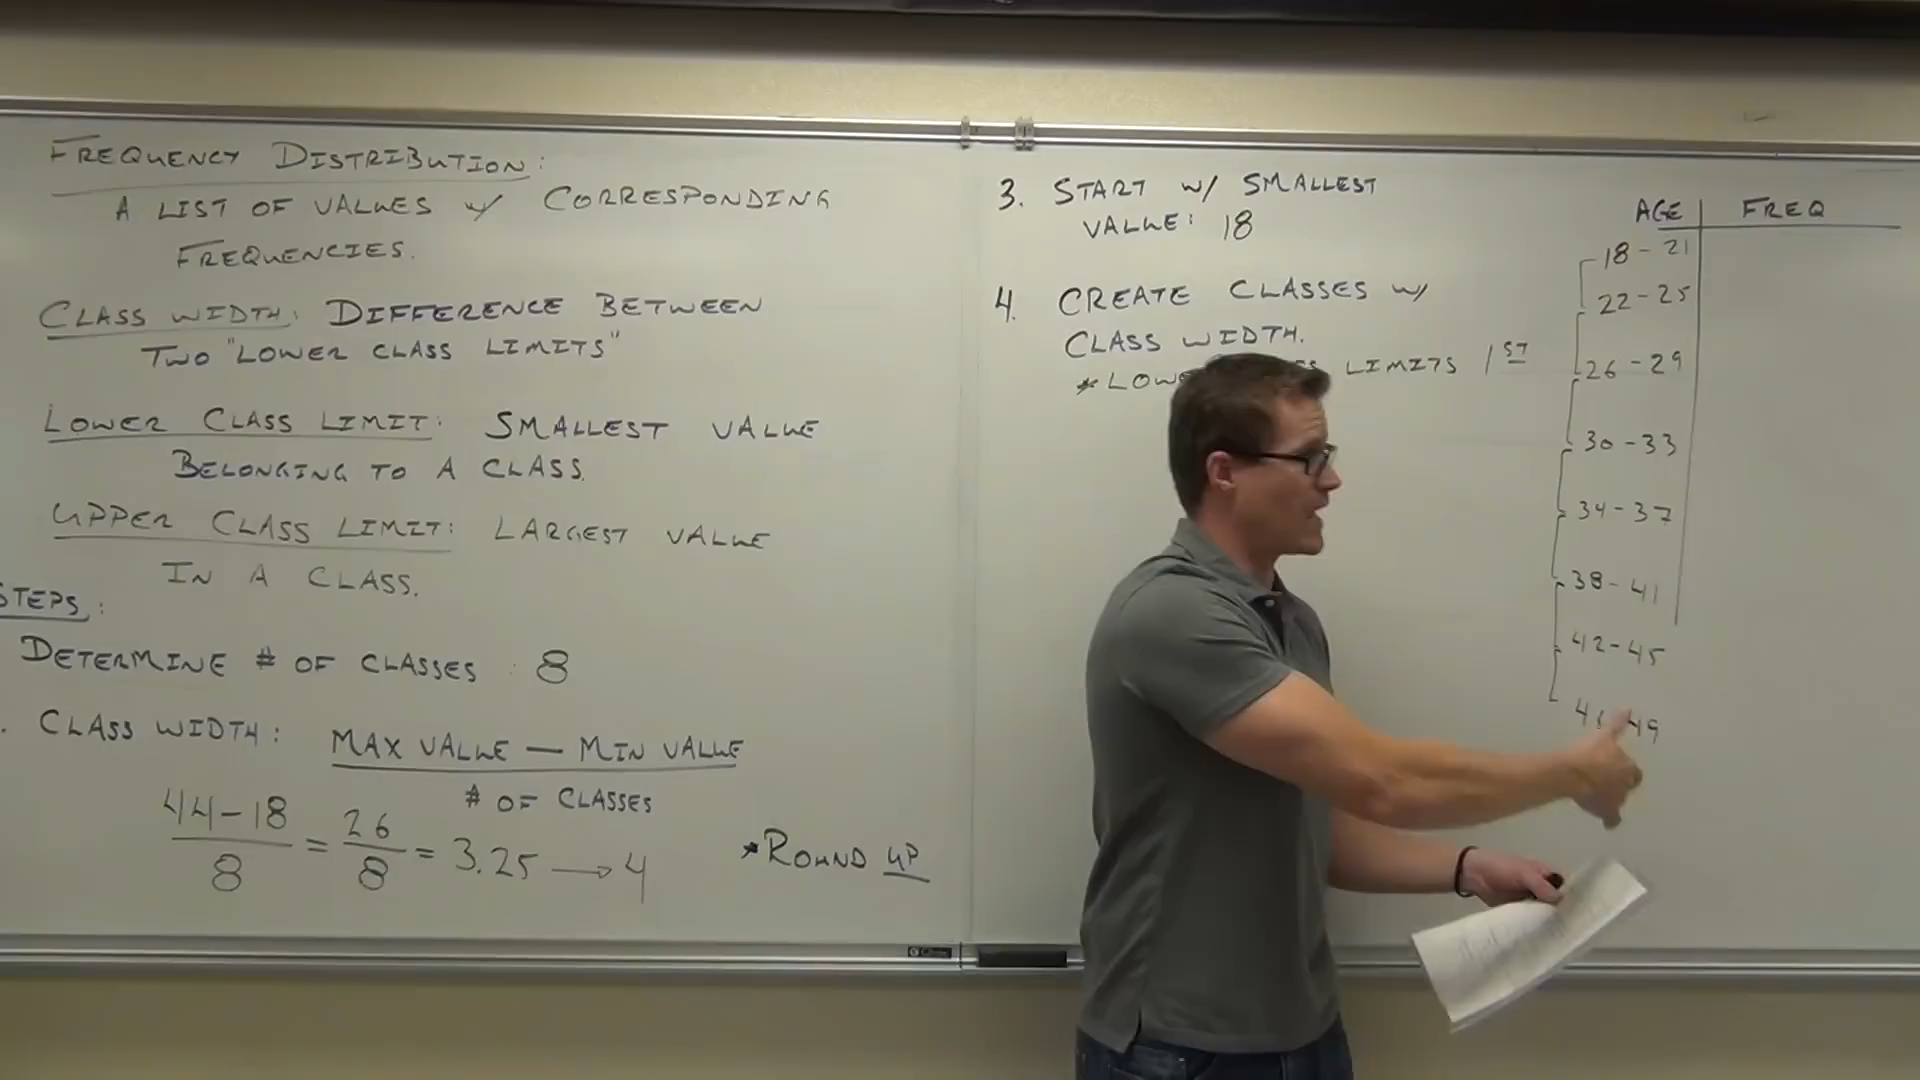 FREQUENCY DISTRIBUTION:
A LIST OF VALUES W/ CORRESPONDING
FREQUENCIES.
CLASS WIDTH: DIFFERENCE BETWEEN
TWO "LOWER CLASS LIMITS"
LOWER CLASS LIMIT: SMALLEST VALUE
BELONGING TO A CLASS.
UPPER CLASS LIMIT: LARGEST VALUE
IN A CLASS.
STEPS:
DETERMINE # OF CLASSES: 8
. CLASS WIDTH: MAX VALUE — MIN VALUE
# OF CLASSES
44-18 / 8 = 26 / 8 = 3.25 → 4
*ROUND UP
3. START W/ SMALLEST
VALUE: 18
4. CREATE CLASSES W/
CLASS WIDTH.
* LIMITS 1ST
AGE FREQ
18-21
22-25
26-29
30-33
34-37
38-41
42-45
49